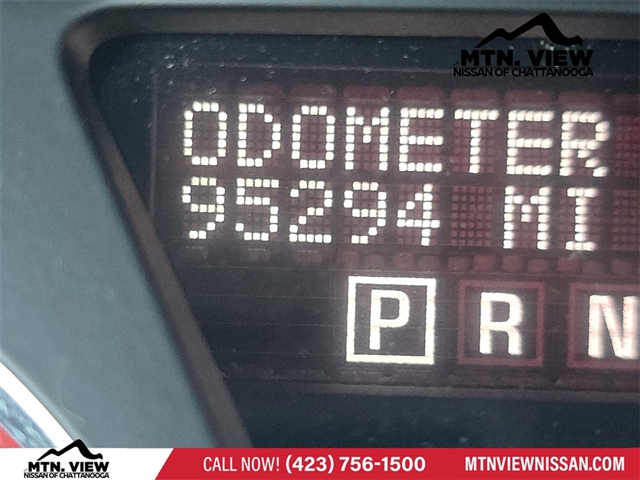 MTN. VIEW
NISSAN OF CHATTANOOGA
ODOMETER
95294 MI
P R N
MTN. VIEW
NISSAN OF CHATTANOOGA
CALL NOW! (423) 756-1500
MTNVIEWNISSAN.COM